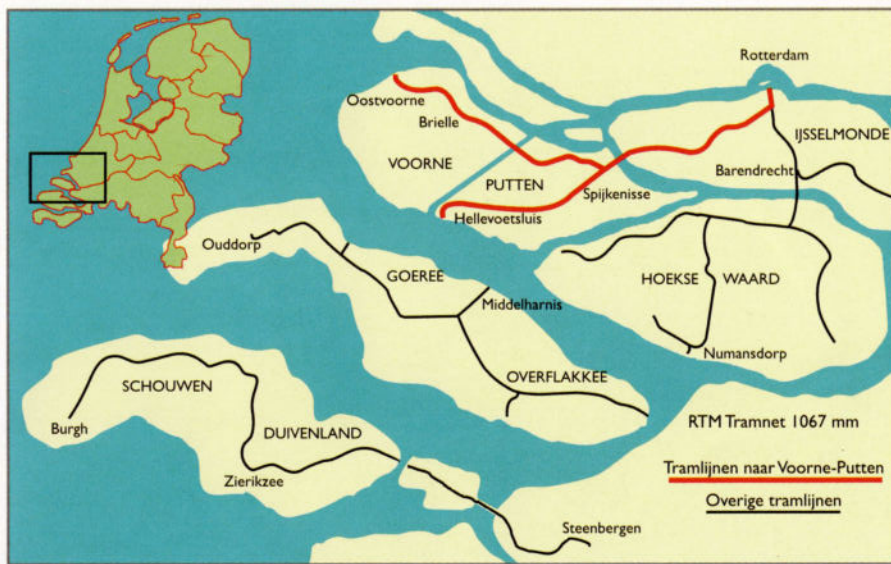 Rotterdam
Oostvoorne
Brielle
IJSSELMONDE
VOORNE
Barendrecht
PUTTEN
Spijkenisse
Hellevoetsluis
Ouddorp
GOEREE
HOEKSE WAARD
Middelharnis
Numansdorp
OVERFLAKKEE
SCHOUWEN
RTM Tramnet 1067 mm
Burgh
DUIVENLAND
Tramlijnen naar Voorne-Putten
Zierikzee
Overige tramlijnen
Steenbergen